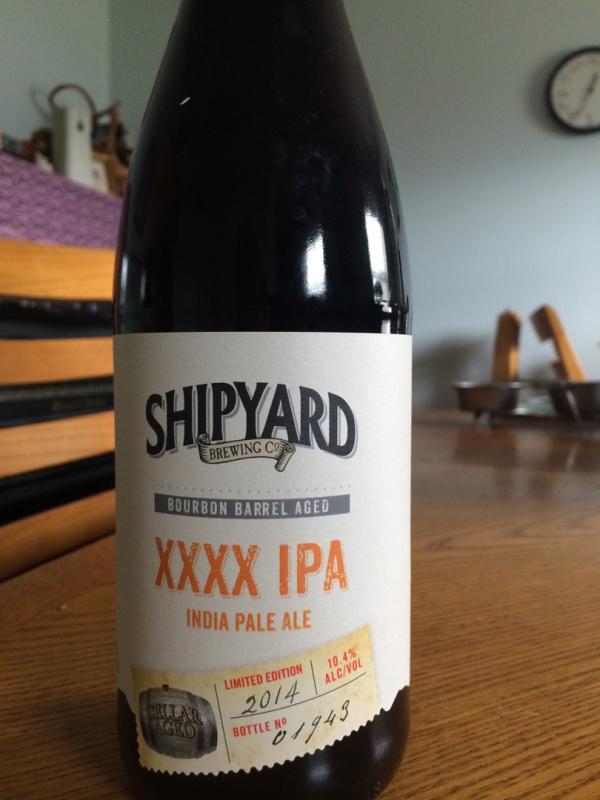 SHIPYARD
BREWING Co
BOURBON BARREL AGED
XXXX IPA
INDIA PALE ALE
CELLAR
AGED
LIMITED EDITION
2014
10.4%
ALC/VOL
BOTTLE No
01943